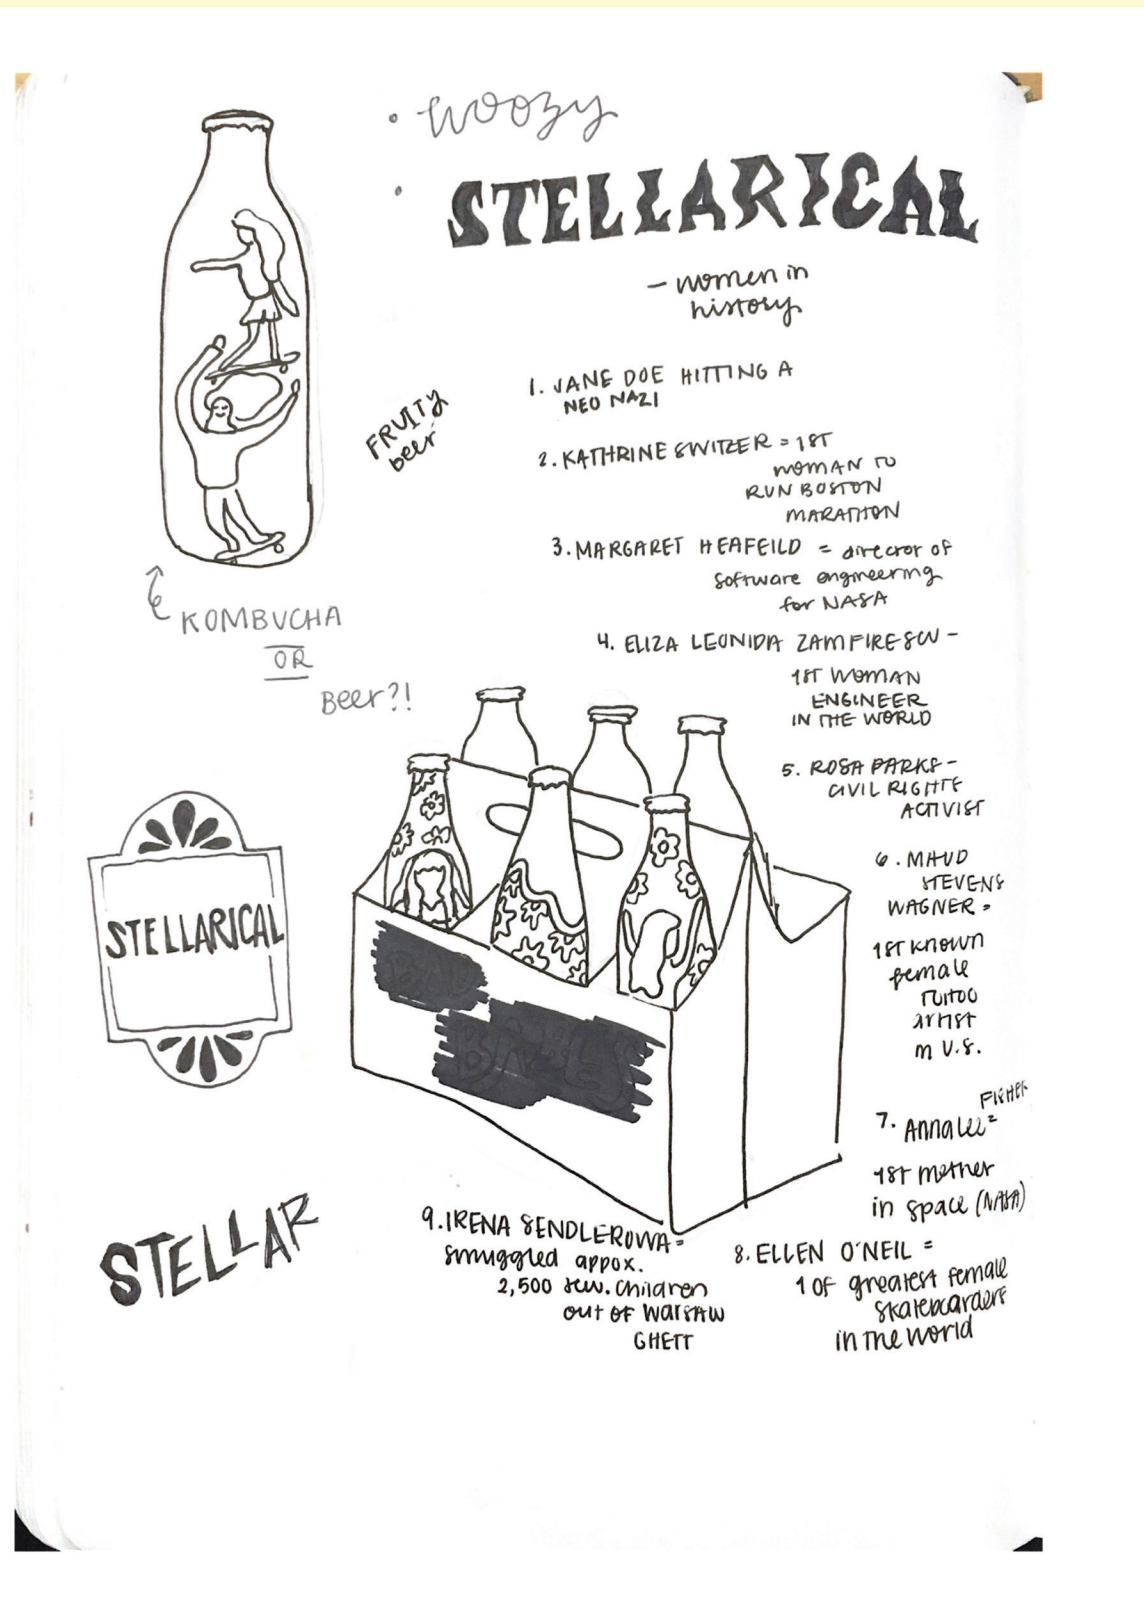 woozy
STELLARICAL
- women in
history
1. JANE DOE HITTING A
NEO NAZI
FRUITY
beer
2. KATHRINE SWITZER = 1ST
WOMAN TO
RUN BOSTON
MARATHON
3. MARGARET HEAFEILD = director of
software engineering
for NASA
KOMBUCHA
OR
Beer?!
4. ELIZA LEONIDA ZAMFIRESCU -
1ST WOMAN
ENGINEER
IN THE WORLD
5. ROSA PARKS -
CIVIL RIGHTS
ACTIVIST
6. MAUD
STEVENS
WAGNER =
1ST known
female
tattoo
artist
in U.S.
STELLARICAL
BAD
BABES
7. Anna Lee = FISHER
1ST mother
in space (NASA)
STELLAR
8. ELLEN O'NEIL =
1 OF greatest female
skateboarders
in the world
9. IRENA SENDLEROWA =
smuggled appox.
2,500 Jew. children
out OF WARSAW
GHETT